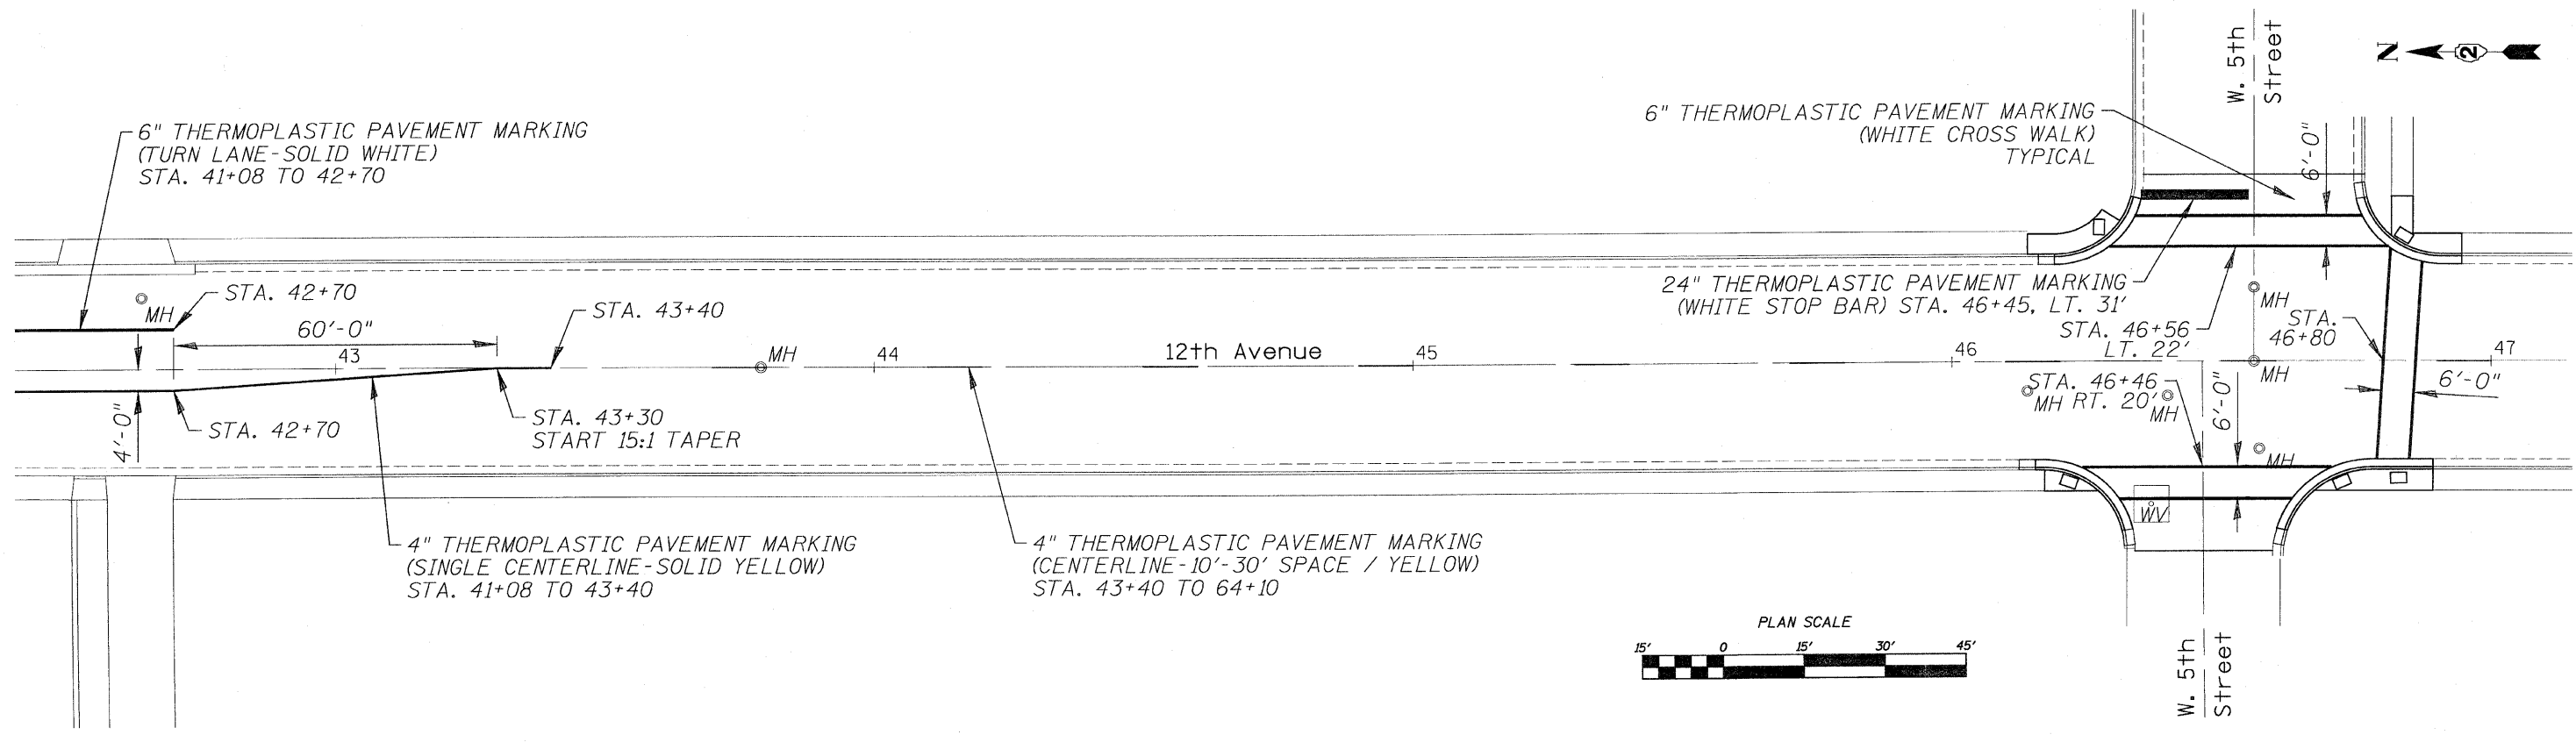 W. 5th
Street
N
2
6" THERMOPLASTIC PAVEMENT MARKING
(TURN LANE-SOLID WHITE)
STA. 41+08 TO 42+70
6" THERMOPLASTIC PAVEMENT MARKING
(WHITE CROSS WALK)
TYPICAL
6'-0"
24" THERMOPLASTIC PAVEMENT MARKING
(WHITE STOP BAR) STA. 46+45, LT. 31'
STA. 42+70
MH
60'-0"
STA. 43+40
STA. 46+56
LT. 22'
MH
STA.
46+80
43
MH
44
12th Avenue
45
46
47
MH
STA. 46+46
RT. 20'
MH
MH
6'-0"
6'-0"
4'-0"
STA. 42+70
STA. 43+30
START 15:1 TAPER
MH
WV
4" THERMOPLASTIC PAVEMENT MARKING
(SINGLE CENTERLINE-SOLID YELLOW)
STA. 41+08 TO 43+40
4" THERMOPLASTIC PAVEMENT MARKING
(CENTERLINE-10'-30' SPACE / YELLOW)
STA. 43+40 TO 64+10
PLAN SCALE
15' 0 15' 30' 45'
W. 5th
Street